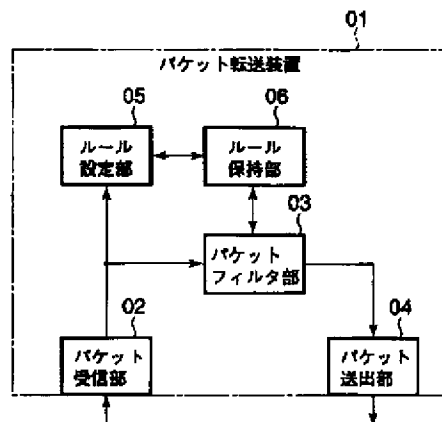 01
パケット転送装置
05
06
ルール
設定部
ルール
保持部
03
パケット
フィルタ部
02
04
パケット
受信部
パケット
送出部